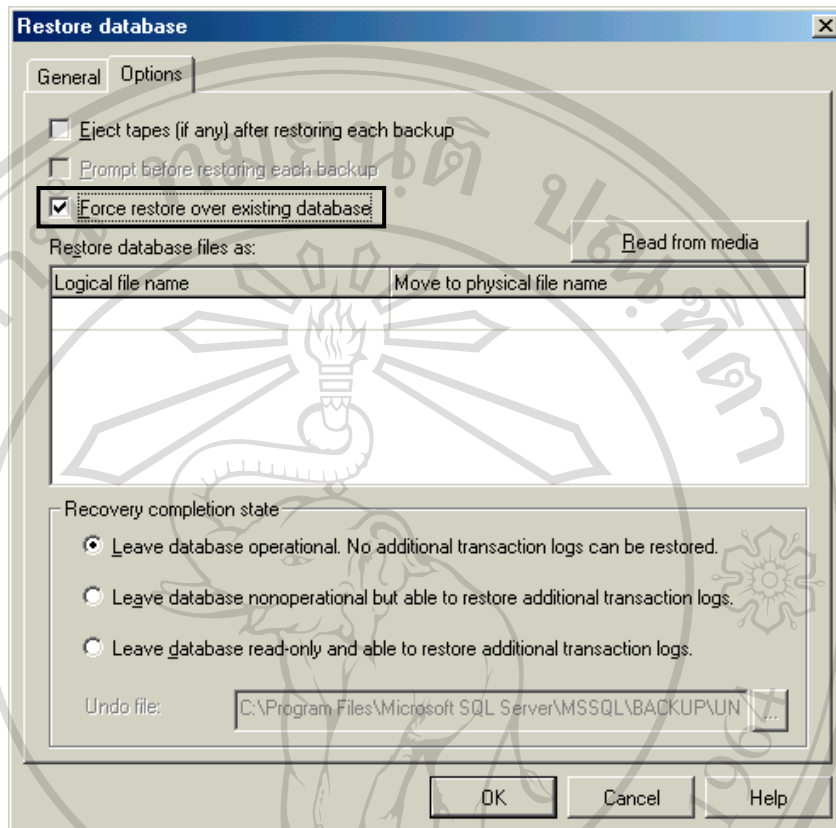 Restore database
General Options
Eject tapes (if any) after restoring each backup
Prompt before restoring each backup
Force restore over existing database
Restore database files as:
Read from media
Logical file name Move to physical file name
Recovery completion state
Leave database operational. No additional transaction logs can be restored.
Leave database nonoperational but able to restore additional transaction logs.
Leave database read-only and able to restore additional transaction logs.
Undo file: C:\Program Files\Microsoft SQL Server\MSSQL\BACKUP\UN ...
OK Cancel Help